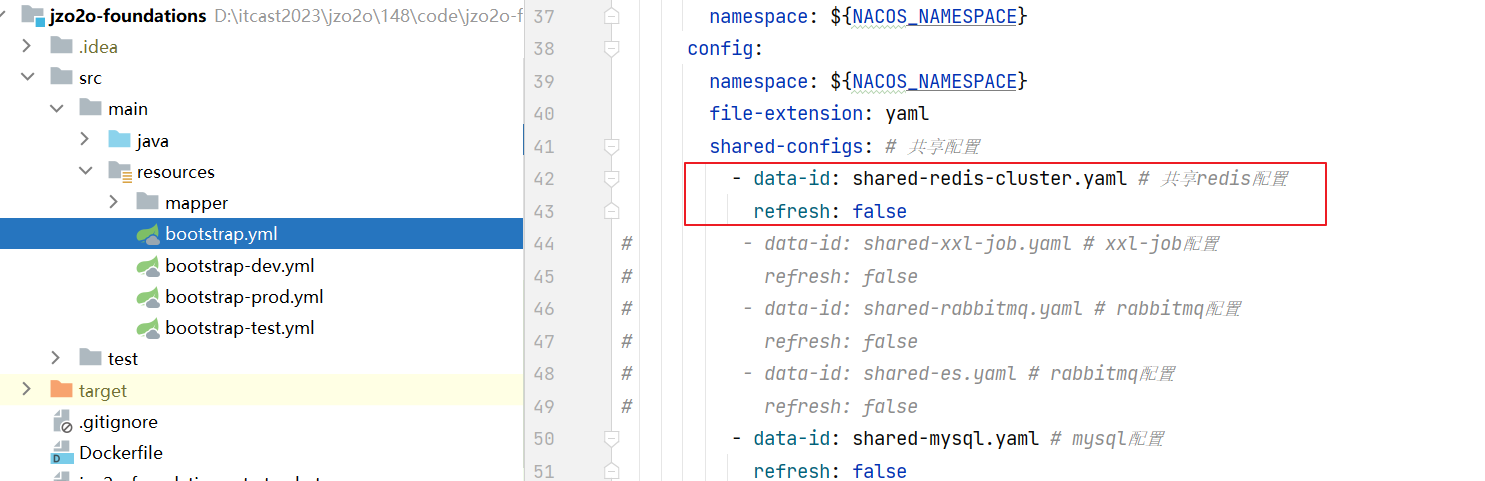 jzo2o-foundations D:\itcast2023\jzo2o\148\code\jzo2o-f
.idea
src
main
java
resources
mapper
bootstrap.yml
bootstrap-dev.yml
bootstrap-prod.yml
bootstrap-test.yml
test
target
.gitignore
Dockerfile
37 namespace: ${NACOS_NAMESPACE}
38 config:
39 namespace: ${NACOS_NAMESPACE}
40 file-extension: yaml
41 shared-configs: # 共享配置
42 - data-id: shared-redis-cluster.yaml # 共享redis配置
43 refresh: false
44 # - data-id: shared-xxl-job.yaml # xxl-job配置
45 # refresh: false
46 # - data-id: shared-rabbitmq.yaml # rabbitmq配置
47 # refresh: false
48 # - data-id: shared-es.yaml # rabbitmq配置
49 # refresh: false
50 - data-id: shared-mysql.yaml # mysql配置
51 refresh: false